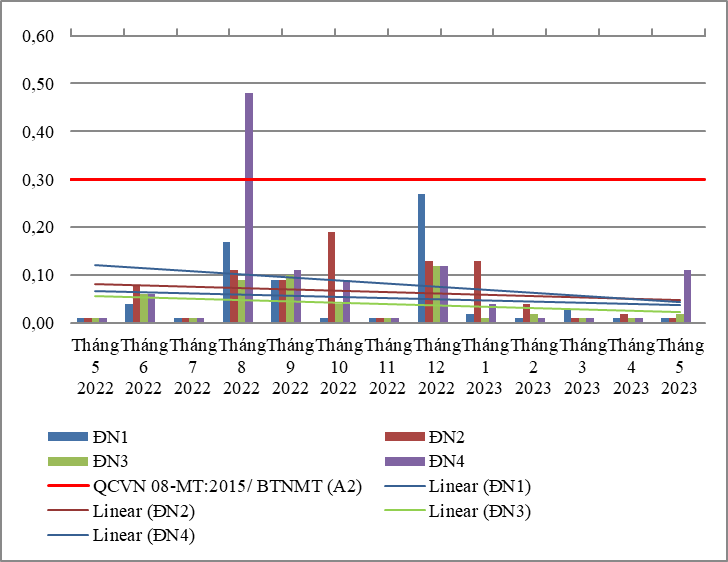 0,60
0,50
0,40
0,30
0,20
0,10
0,00
Tháng Tháng Tháng Tháng Tháng Tháng Tháng Tháng Tháng Tháng Tháng Tháng Tháng
5 6 7 8 9 10 11 12 1 2 3 4 5
2022 2022 2022 2022 2022 2022 2022 2022 2023 2023 2023 2023 2023
ĐN1 ĐN2
ĐN3 ĐN4
QCVN 08-MT:2015/ BTNMT (A2) Linear (ĐN1)
Linear (ĐN2) Linear (ĐN3)
Linear (ĐN4)